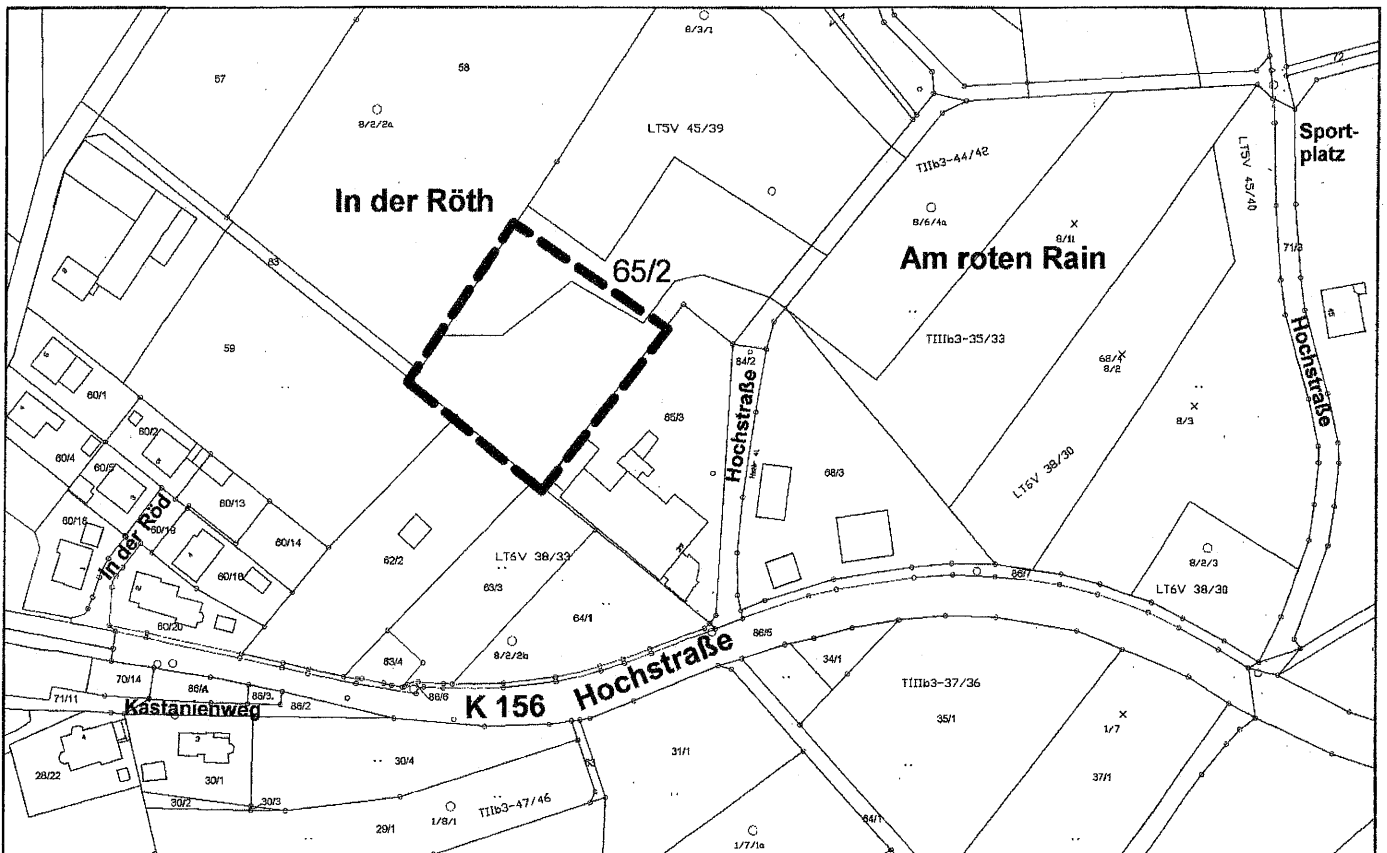 8/3/1
72
57
58
8/2/2a
LT5V 45/39
Sport-
platz
TIIb3-44/42
LT5V 45/40
In der Röth
8/6/4a
8/11
71/3
83
65/2
Am roten Rain
59
TIIIb3-35/33
84/2
68/4
8/2
Hochstraße
60/1
65/3
Hochstraße
8/3
60/2
60/4
60/5
68/3
LT6V 38/30
60/13
60/16
60/19
In der Röd
60/14
62/2
LT6V 38/33
8/2/3
60/18
63/3
86/7
LT6V 38/30
60/20
64/1
8/2/2b
86/5
63/4
34/1
70/14
86/4
86/3
86/2
86/6
K 156 Hochstraße
TIIIb3-37/36
71/11
Kastanienweg
35/1
1/7
4
3
31/1
28/22
30/1
30/4
37/1
30/2
30/3
TIIb3-47/46
29/1
1/8/1
64/1
1/7/1a